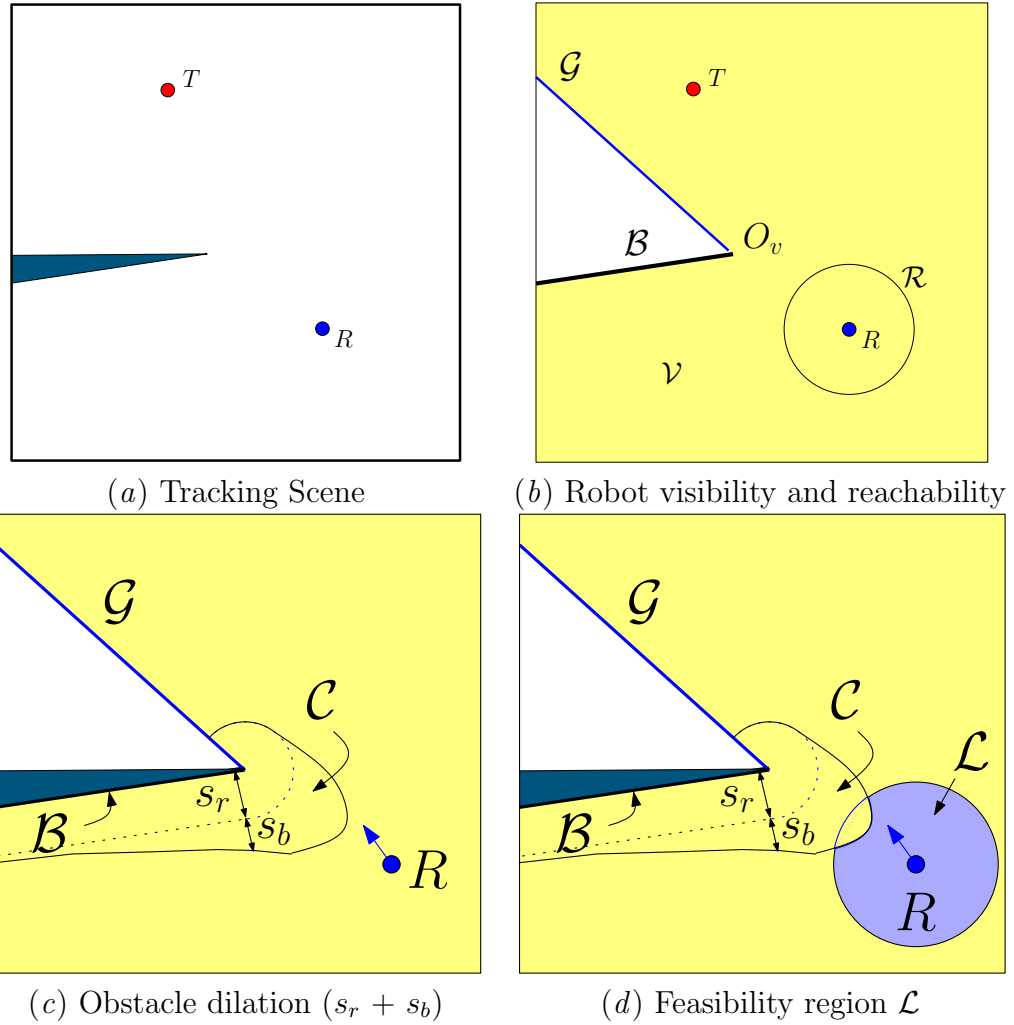 T
R
(a) Tracking Scene
𝒢
T
ℬ
O_v
ℛ
R
𝒱
(b) Robot visibility and reachability
𝒢
𝒞
s_r
ℬ
s_b
R
(c) Obstacle dilation (s_r + s_b)
𝒢
𝒞
ℒ
s_r
ℬ
s_b
R
(d) Feasibility region ℒ